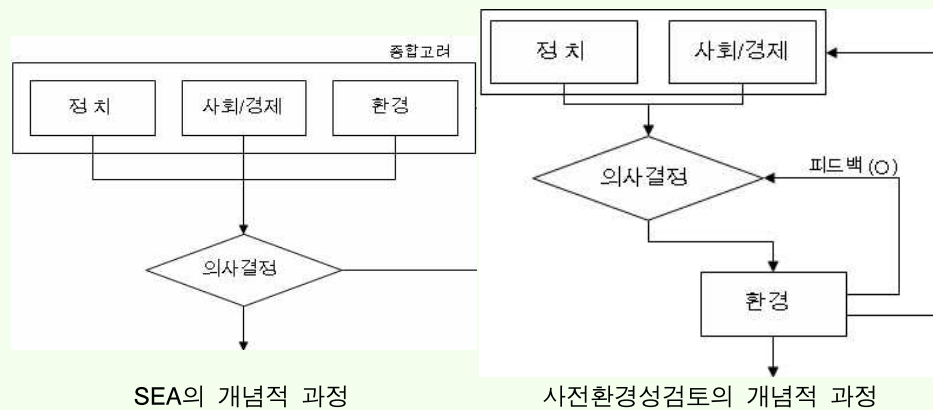 종합고려
정 치
사회/경제
환경
의사결정
SEA의 개념적 과정
정 치
사회/경제
의사결정
피드백 (○)
환경
사전환경성검토의 개념적 과정